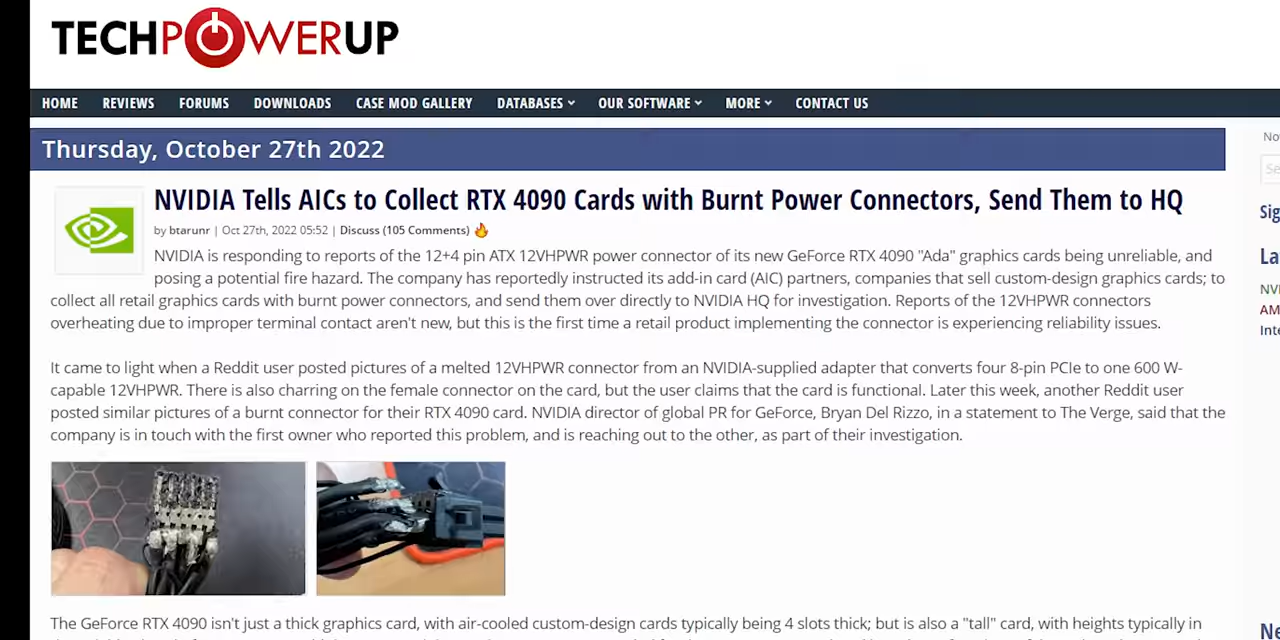 TECHPOWERUP
HOME REVIEWS FORUMS DOWNLOADS CASE MOD GALLERY DATABASES OUR SOFTWARE MORE CONTACT US
Thursday, October 27th 2022
NVIDIA Tells AICs to Collect RTX 4090 Cards with Burnt Power Connectors, Send Them to HQ
by btarunr | Oct 27th, 2022 05:52 | Discuss (105 Comments)
NVIDIA is responding to reports of the 12+4 pin ATX 12VHPWR power connector of its new GeForce RTX 4090 "Ada" graphics cards being unreliable, and
posing a potential fire hazard. The company has reportedly instructed its add-in card (AIC) partners, companies that sell custom-design graphics cards; to
collect all retail graphics cards with burnt power connectors, and send them over directly to NVIDIA HQ for investigation. Reports of the 12VHPWR connectors
overheating due to improper terminal contact aren't new, but this is the first time a retail product implementing the connector is experiencing reliability issues.
It came to light when a Reddit user posted pictures of a melted 12VHPWR connector from an NVIDIA-supplied adapter that converts four 8-pin PCIe to one 600 W-
capable 12VHPWR. There is also charring on the female connector on the card, but the user claims that the card is functional. Later this week, another Reddit user
posted similar pictures of a burnt connector for their RTX 4090 card. NVIDIA director of global PR for GeForce, Bryan Del Rizzo, in a statement to The Verge, said that the
company is in touch with the first owner who reported this problem, and is reaching out to the other, as part of their investigation.
The GeForce RTX 4090 isn't just a thick graphics card, with air-cooled custom-design cards typically being 4 slots thick; but is also a "tall" card, with heights typically in